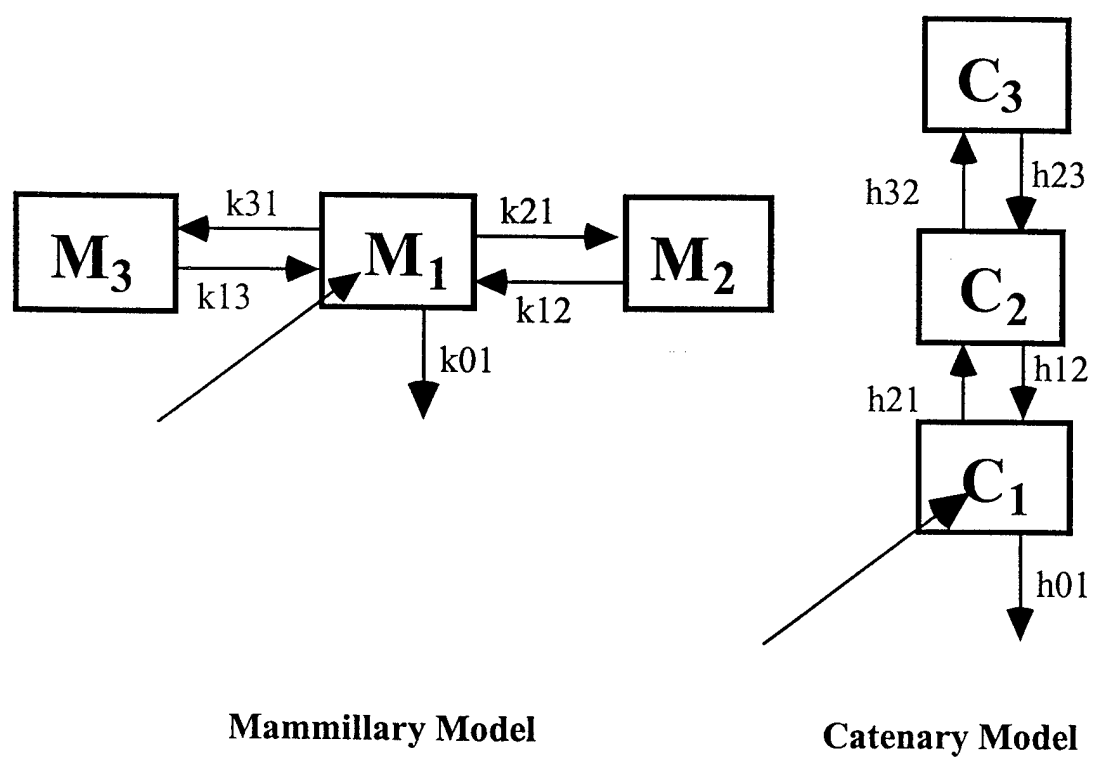 C3
h32
h23
k31
k21
M3
M1
M2
C2
k13
k12
k01
h12
h21
C1
h01
Mammillary Model
Catenary Model